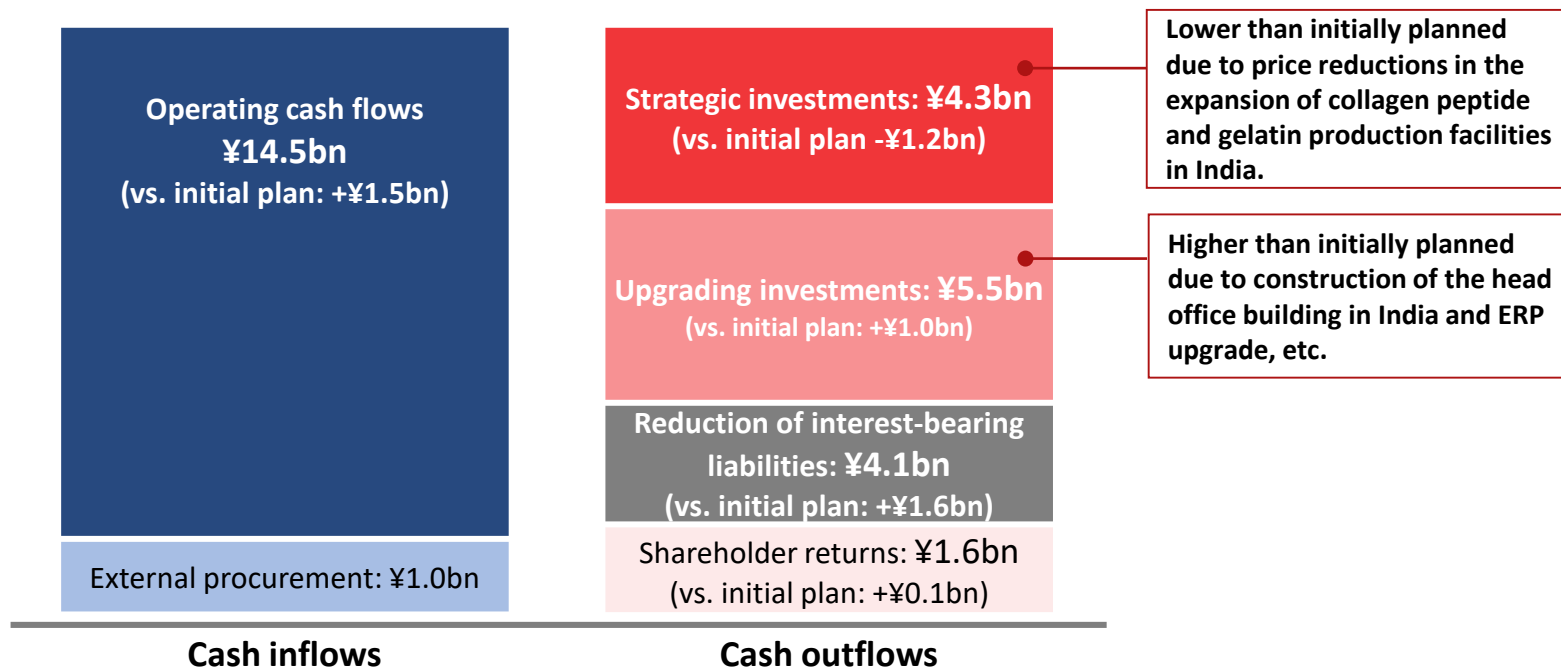 Operating cash flows
¥14.5bn
(vs. initial plan: +¥1.5bn)
External procurement: ¥1.0bn
Cash inflows
Strategic investments: ¥4.3bn
(vs. initial plan -¥1.2bn)
Upgrading investments: ¥5.5bn
(vs. initial plan: +¥1.0bn)
Reduction of interest-bearing
liabilities: ¥4.1bn
(vs. initial plan: +¥1.6bn)
Shareholder returns: ¥1.6bn
(vs. initial plan: +¥0.1bn)
Cash outflows
Lower than initially planned
due to price reductions in the
expansion of collagen peptide
and gelatin production facilities
in India.
Higher than initially planned
due to construction of the head
office building in India and ERP
upgrade, etc.